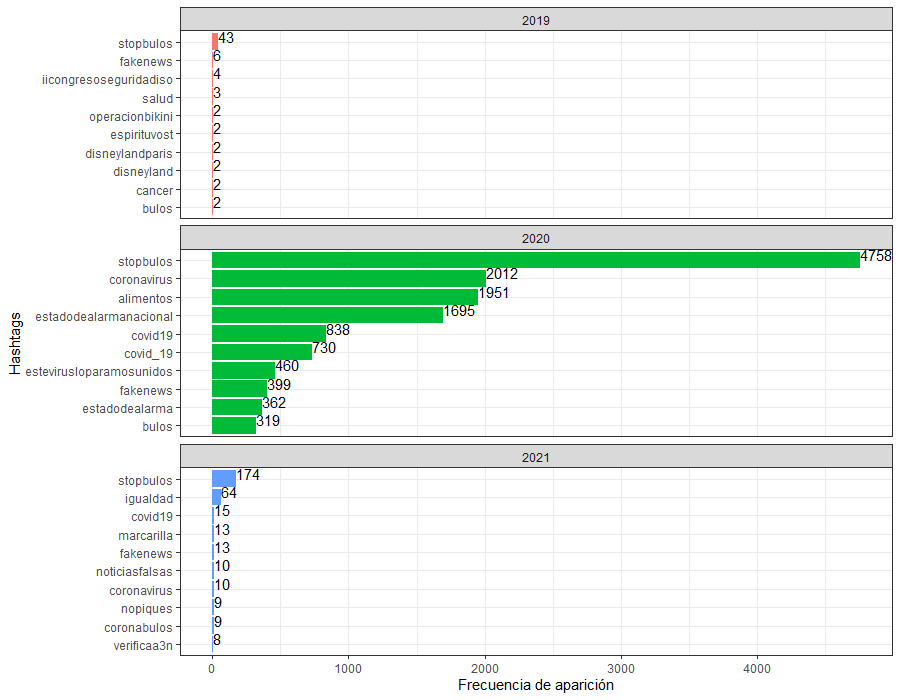 2019
stopbulos 43
fakenews 6
iicongresoseguridadiso 4
salud 3
operacionbikini 2
espirituvost 2
disneylandparis 2
disneyland 2
cancer 2
bulos 2
2020
stopbulos 4758
coronavirus 2012
alimentos 1951
estadodealarmanacional 1695
covid19 838
covid_19 730
estevirusloparamosunidos 460
fakenews 399
estadodealarma 362
bulos 319
2021
stopbulos 174
igualdad 64
covid19 15
marcarilla 13
fakenews 13
noticiasfalsas 10
coronavirus 10
nopiques 9
coronabulos 9
verificaa3n 8
0 1000 2000 3000 4000
Frecuencia de aparición
Hashtags